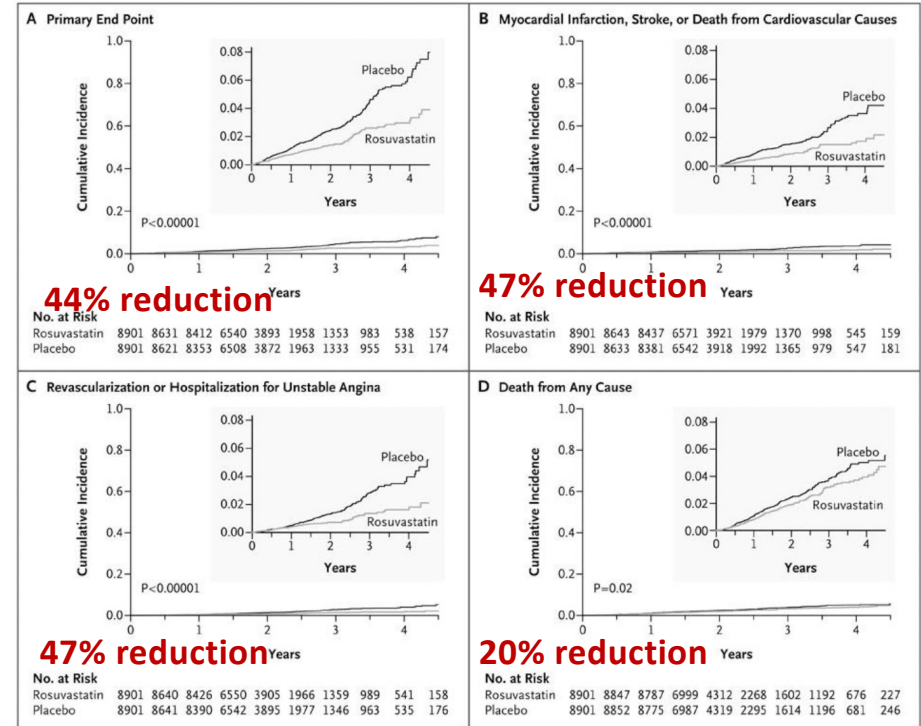 A Primary End Point
Cumulative Incidence
1.0
0.8
0.6
0.4
0.2
0.0
0.08
0.06
0.04
0.02
0.00
Placebo
Rosuvastatin
0 1 2 3 4
Years
P<0.00001
0 1 2 3 4
Years
44% reduction
No. at Risk
Rosuvastatin 8901 8631 8412 6540 3893 1958 1353 983 538 157
Placebo 8901 8621 8353 6508 3872 1963 1333 955 531 174
B Myocardial Infarction, Stroke, or Death from Cardiovascular Causes
Cumulative Incidence
1.0
0.8
0.6
0.4
0.2
0.0
0.08
0.06
0.04
0.02
0.00
Placebo
Rosuvastatin
0 1 2 3 4
Years
P<0.00001
0 1 2 3 4
Years
47% reduction
No. at Risk
Rosuvastatin 8901 8643 8437 6571 3921 1979 1370 998 545 159
Placebo 8901 8633 8381 6542 3918 1992 1365 979 547 181
C Revascularization or Hospitalization for Unstable Angina
Cumulative Incidence
1.0
0.8
0.6
0.4
0.2
0.0
0.08
0.06
0.04
0.02
0.00
Placebo
Rosuvastatin
0 1 2 3 4
Years
P<0.00001
0 1 2 3 4
Years
47% reduction
No. at Risk
Rosuvastatin 8901 8640 8426 6550 3905 1966 1359 989 541 158
Placebo 8901 8641 8390 6542 3895 1977 1346 963 535 176
D Death from Any Cause
Cumulative Incidence
1.0
0.8
0.6
0.4
0.2
0.0
0.08
0.06
0.04
0.02
0.00
Placebo
Rosuvastatin
0 1 2 3 4
Years
P=0.02
0 1 2 3 4
Years
20% reduction
No. at Risk
Rosuvastatin 8901 8847 8787 6999 4312 2268 1602 1192 676 227
Placebo 8901 8852 8775 6987 4319 2295 1614 1196 681 246